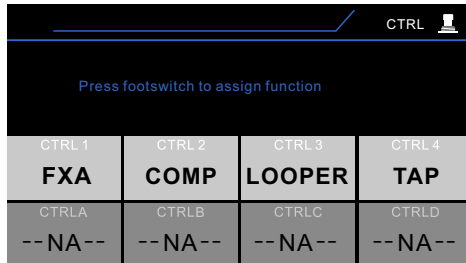 CTRL
Press footswitch to assign function
CTRL 1 CTRL 2 CTRL 3 CTRL 4
FXA COMP LOOPER TAP
CTRLA CTRLB CTRLC CTRLD
--NA-- --NA-- --NA-- --NA--